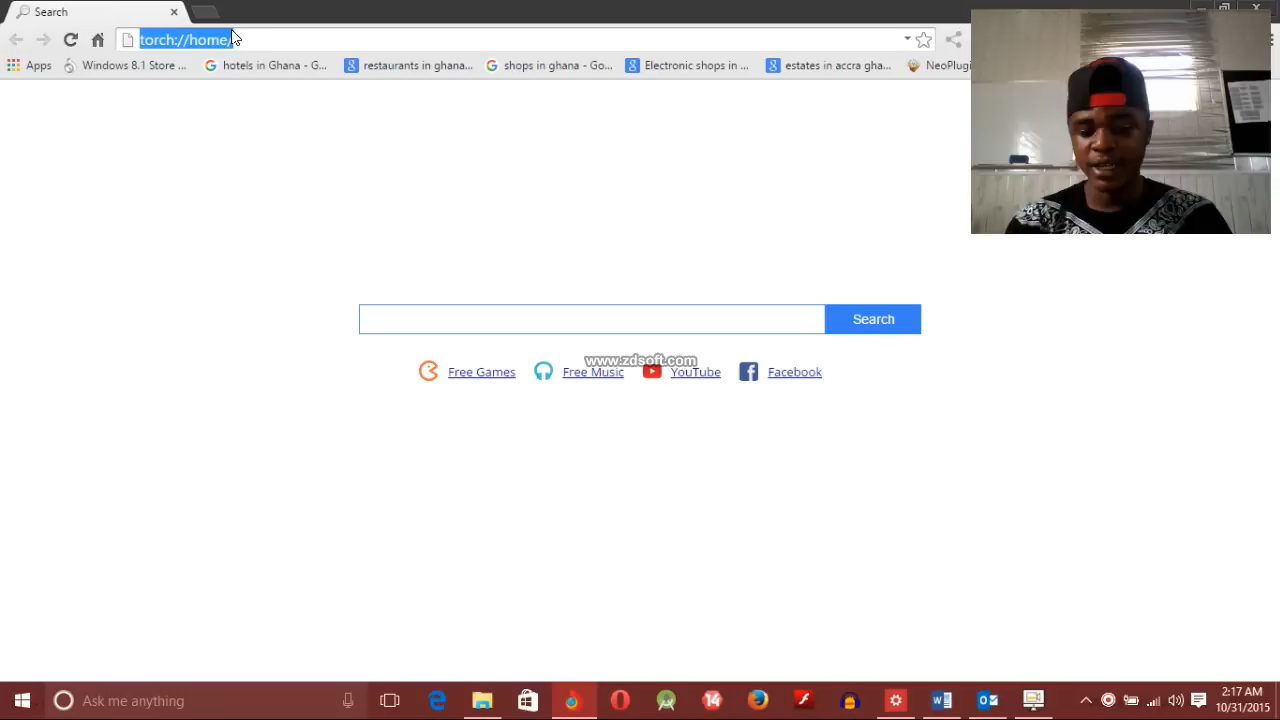 Search
torch://home/
Apps
Windows 8.1 Store ...
hotels in Ghana - G...
restaurants in ghana...
shops in ghana - Go...
Electronic shops in ...
estates in accra gha...
NeoPlugi
Search
www.zdsoft.com
Free Games
Free Music
YouTube
Facebook
Ask me anything
14
2:17 AM
10/31/2015